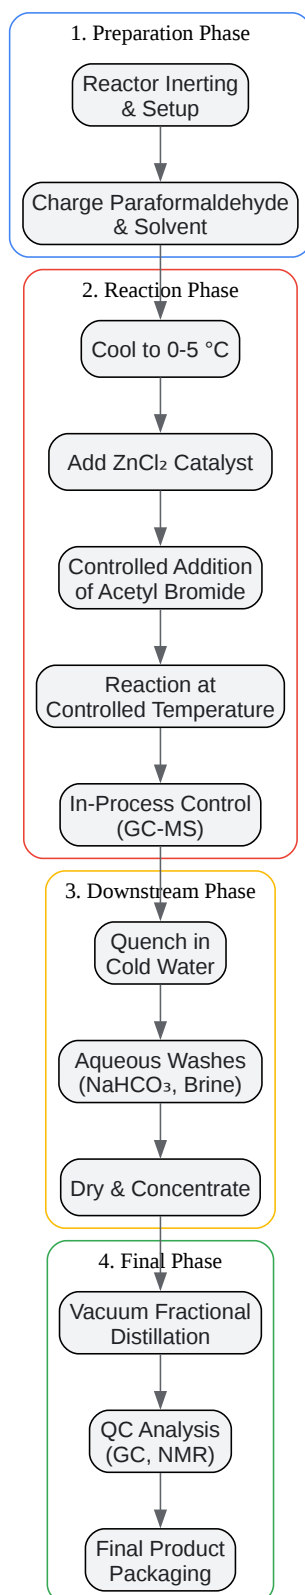 1. Preparation Phase
Reactor Inerting
& Setup
Charge Paraformaldehyde
& Solvent
2. Reaction Phase
Cool to 0-5 °C
Add ZnCl₂ Catalyst
Controlled Addition
of Acetyl Bromide
Reaction at
Controlled Temperature
In-Process Control
(GC-MS)
3. Downstream Phase
Quench in
Cold Water
Aqueous Washes
(NaHCO₃, Brine)
Dry & Concentrate
4. Final Phase
Vacuum Fractional
Distillation
QC Analysis
(GC, NMR)
Final Product
Packaging